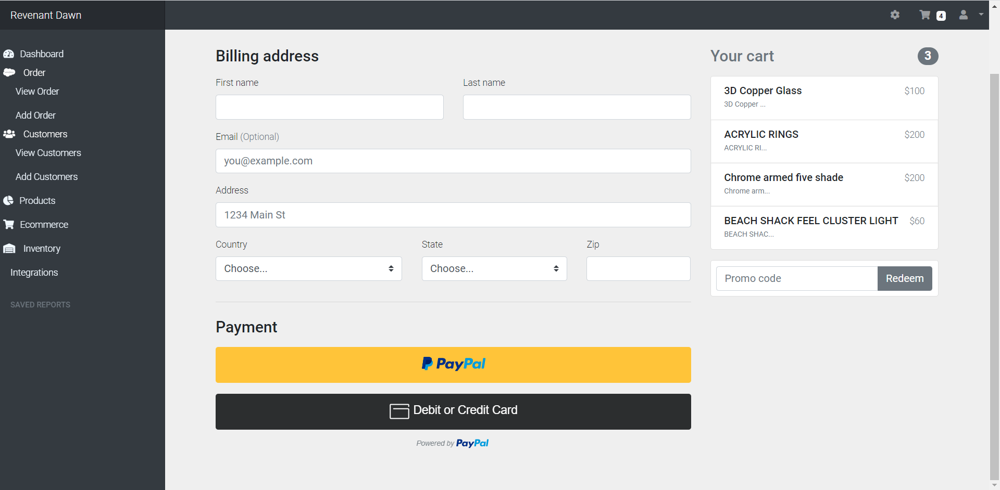 Revenant Dawn
4
Dashboard
Order
View Order
Add Order
Customers
View Customers
Add Customers
Products
Ecommerce
Inventory
Integrations
SAVED REPORTS
Billing address
First name
Last name
Email (Optional)
you@example.com
Address
1234 Main St
Country
State
Zip
Choose...
Choose...
Payment
PayPal
Debit or Credit Card
Powered by PayPal
Your cart
3
3D Copper Glass $100
3D Copper ...
ACRYLIC RINGS $200
ACRYLIC RI...
Chrome armed five shade $200
Chrome arm...
BEACH SHACK FEEL CLUSTER LIGHT $60
BEACH SHAC...
Promo code
Redeem